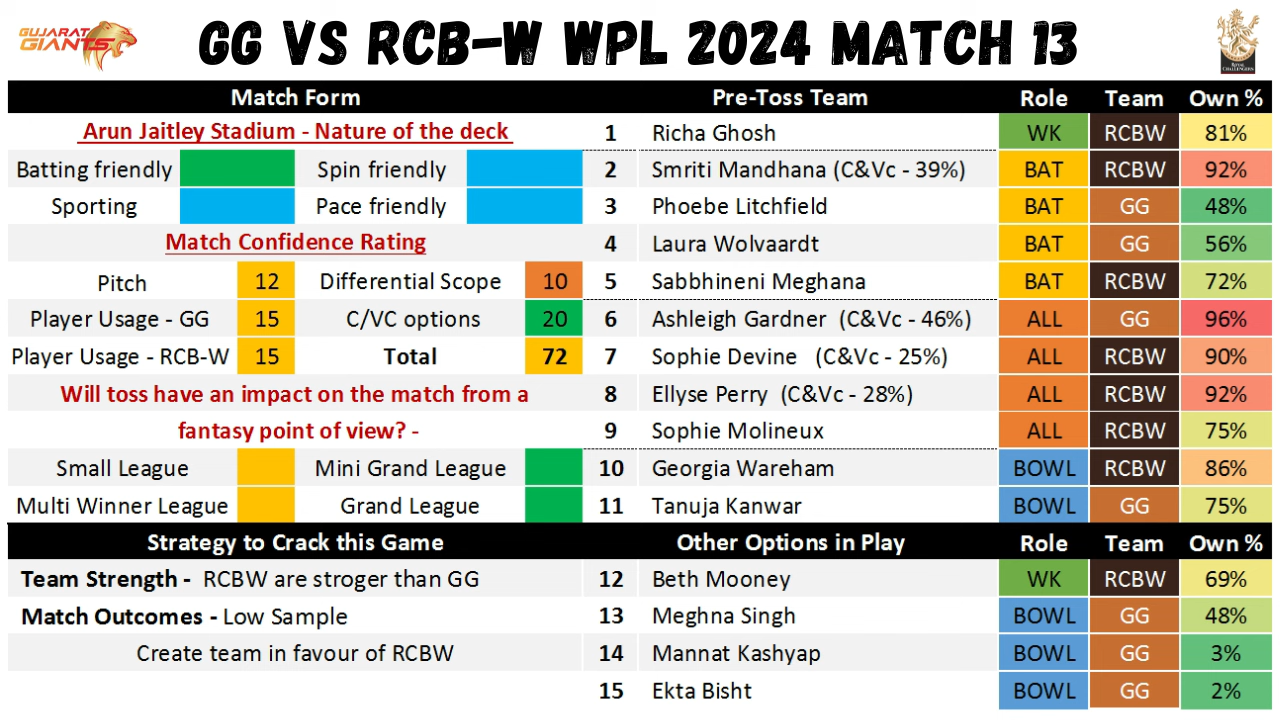 GUJARAT
GIANTS
GG VS RCB-W WPL 2024 MATCH 13
ROYAL
CHALLENGERS
Match Form Pre-Toss Team Role Team Own %
Arun Jaitley Stadium - Nature of the deck 1 Richa Ghosh WK RCBW 81%
Batting friendly Spin friendly 2 Smriti Mandhana (C&Vc - 39%) BAT RCBW 92%
Sporting Pace friendly 3 Phoebe Litchfield BAT GG 48%
Match Confidence Rating 4 Laura Wolvaardt BAT GG 56%
Pitch 12 Differential Scope 10 5 Sabbhineni Meghana BAT RCBW 72%
Player Usage - GG 15 C/VC options 20 6 Ashleigh Gardner (C&Vc - 46%) ALL GG 96%
Player Usage - RCB-W 15 Total 72 7 Sophie Devine (C&Vc - 25%) ALL RCBW 90%
Will toss have an impact on the match from a 8 Ellyse Perry (C&Vc - 28%) ALL RCBW 92%
fantasy point of view? - 9 Sophie Molineux ALL RCBW 75%
Small League Mini Grand League 10 Georgia Wareham BOWL RCBW 86%
Multi Winner League Grand League 11 Tanuja Kanwar BOWL GG 75%
Strategy to Crack this Game Other Options in Play Role Team Own %
Team Strength - RCBW are stroger than GG 12 Beth Mooney WK RCBW 69%
Match Outcomes - Low Sample 13 Meghna Singh BOWL GG 48%
Create team in favour of RCBW 14 Mannat Kashyap BOWL GG 3%
15 Ekta Bisht BOWL GG 2%